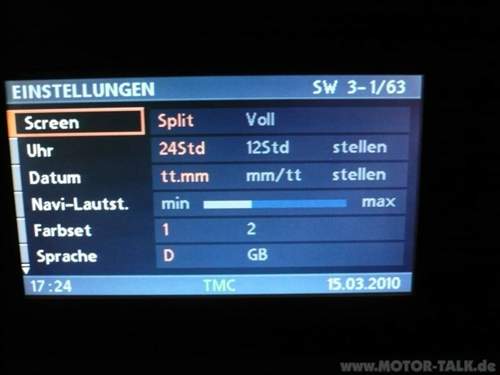 EINSTELLUNGEN SW 3-1/63
Screen Split Voll
Uhr 24Std 12Std stellen
Datum tt.mm mm/tt stellen
Navi-Lautst. min max
Farbset 1 2
Sprache D GB
17:24 TMC 15.03.2010
www.MOTOR-TALK.de